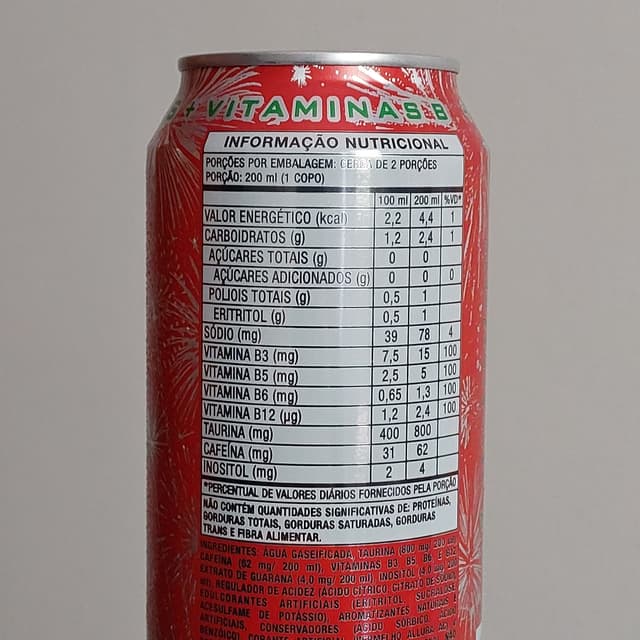 + VITAMINAS B
INFORMAÇÃO NUTRICIONAL
PORÇÕES POR EMBALAGEM: CERCA DE 2 PORÇÕES
PORÇÃO: 200 ml (1 COPO)
100 ml 200 ml %VD*
VALOR ENERGÉTICO (kcal) 2,2 4,4 1
CARBOIDRATOS (g) 1,2 2,4 1
AÇÚCARES TOTAIS (g) 0 0
AÇÚCARES ADICIONADOS (g) 0 0 0
POLIOIS TOTAIS (g) 0,5 1
ERITRITOL (g) 0,5 1
SÓDIO (mg) 39 78 4
VITAMINA B3 (mg) 7,5 15 100
VITAMINA B5 (mg) 2,5 5 100
VITAMINA B6 (mg) 0,65 1,3 100
VITAMINA B12 (µg) 1,2 2,4 100
TAURINA (mg) 400 800
CAFEÍNA (mg) 31 62
INOSITOL (mg) 2 4
*PERCENTUAL DE VALORES DIÁRIOS FORNECIDOS PELA PORÇÃO
NÃO CONTÉM QUANTIDADES SIGNIFICATIVAS DE: PROTEÍNAS,
GORDURAS TOTAIS, GORDURAS SATURADAS, GORDURAS
TRANS E FIBRA ALIMENTAR.
INGREDIENTES: ÁGUA GASEIFICADA, TAURINA (800 mg/ 200 ml),
CAFEÍNA (62 mg/ 200 ml), VITAMINAS B3 B5 B6 E B12
EXTRATO DE GUARANÁ (4,0 mg/ 200 ml), INOSITOL (4,0 mg/ 200
ml), REGULADOR DE ACIDEZ (ÁCIDO CÍTRICO, CITRATO DE SÓDIO),
EDULCORANTES ARTIFICIAIS (ERITRITOL, SUCRALOSE,
ACESULFAME DE POTÁSSIO), AROMATIZANTES NATURAIS E
ARTIFICIAIS, CONSERVADORES (ÁCIDO SÓRBICO, ÁCIDO
BENZÓICO), CORANTE ARTIFICIAL VERMELHO ALLURA AC